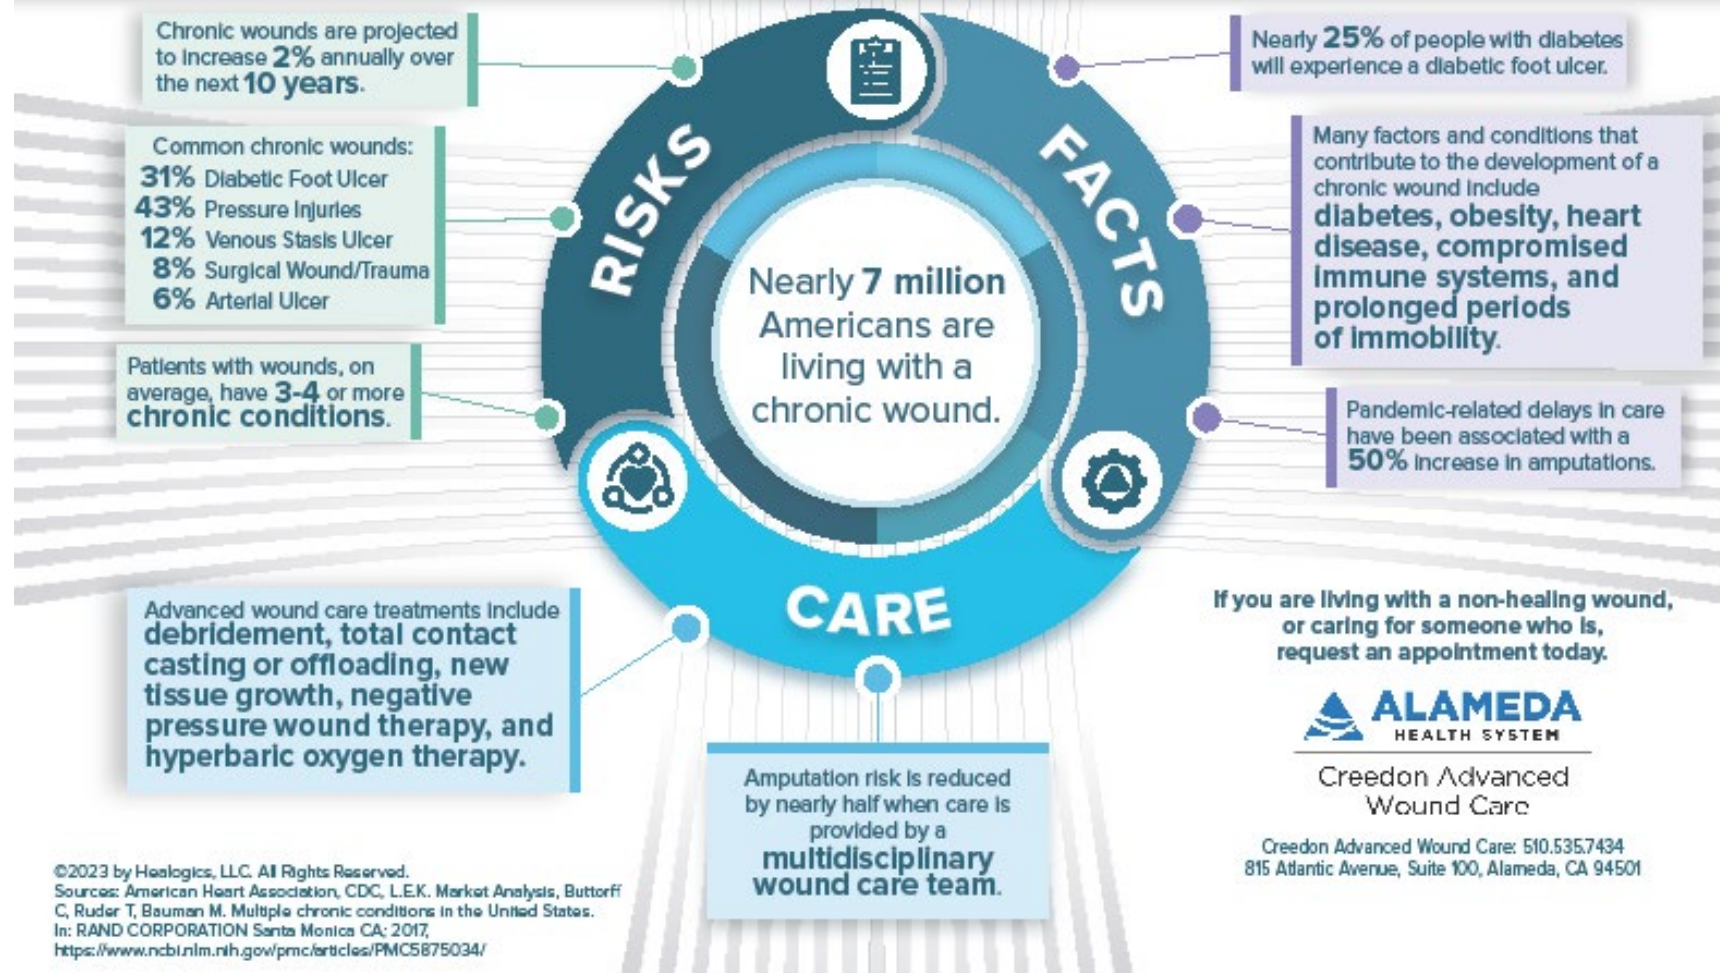 Chronic wounds are projected
to increase 2% annually over
the next 10 years.
Common chronic wounds:
31% Diabetic Foot Ulcer
43% Pressure Injuries
12% Venous Stasis Ulcer
8% Surgical Wound/Trauma
6% Arterial Ulcer
Patients with wounds, on
average, have 3-4 or more
chronic conditions.
RISKS
FACTS
CARE
Nearly 7 million
Americans are
living with a
chronic wound.
Nearly 25% of people with diabetes
will experience a diabetic foot ulcer.
Many factors and conditions that
contribute to the development of a
chronic wound include
diabetes, obesity, heart
disease, compromised
immune systems, and
prolonged periods
of immobility.
Pandemic-related delays in care
have been associated with a
50% increase in amputations.
Advanced wound care treatments include
debridement, total contact
casting or offloading, new
tissue growth, negative
pressure wound therapy, and
hyperbaric oxygen therapy.
Amputation risk is reduced
by nearly half when care is
provided by a
multidisciplinary
wound care team.
If you are living with a non-healing wound,
or caring for someone who is,
request an appointment today.
ALAMEDA
HEALTH SYSTEM
Creedon Advanced
Wound Care
Creedon Advanced Wound Care: 510.535.7434
815 Atlantic Avenue, Suite 100, Alameda, CA 94501
©2023 by Healogics, LLC. All Rights Reserved.
Sources: American Heart Association, CDC, L.E.K. Market Analysis, Buttorff
C, Ruder T, Bauman M. Multiple chronic conditions in the United States.
In: RAND CORPORATION Santa Monica CA; 2017,
https://www.ncbi.nlm.nih.gov/pmc/articles/PMC5875034/